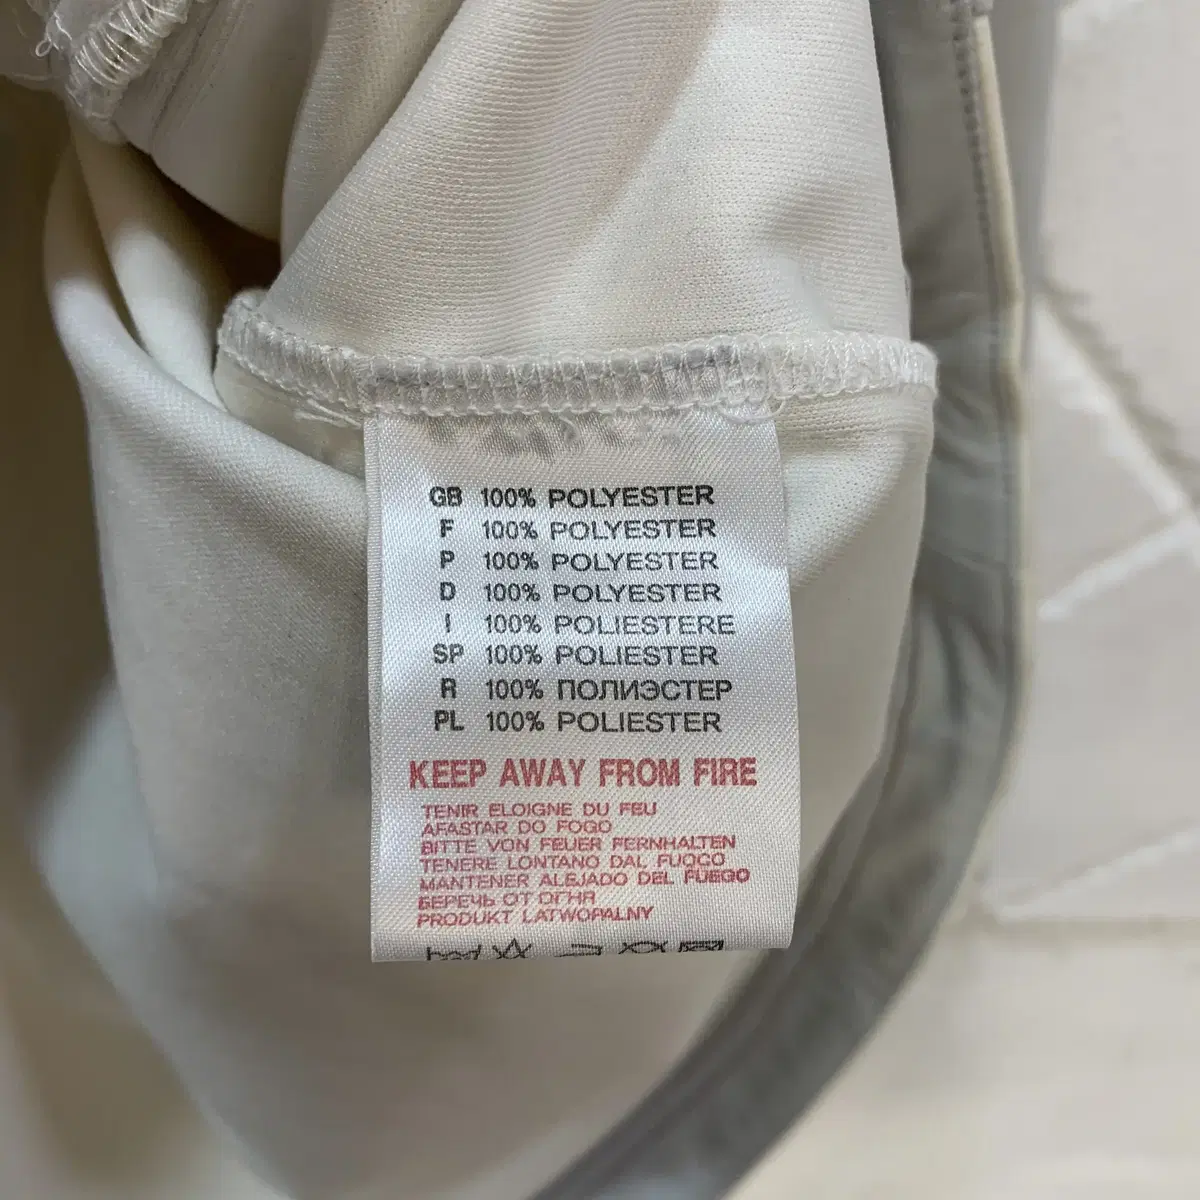 GB 100% POLYESTER
F 100% POLYESTER
P 100% POLYESTER
D 100% POLYESTER
I 100% POLIESTERE
SP 100% POLIESTER
R 100% ПОЛИЭСТЕР
PL 100% POLIESTER
KEEP AWAY FROM FIRE
TENIR ELOIGNE DU FEU
AFASTAR DO FOGO
BITTE VON FEUER FERNHALTEN
TENERE LONTANO DAL FUOCO
MANTENER ALEJADO DEL FUEGO
БЕРЕЧЬ ОТ ОГНЯ
PRODUKT LATWOPALNY